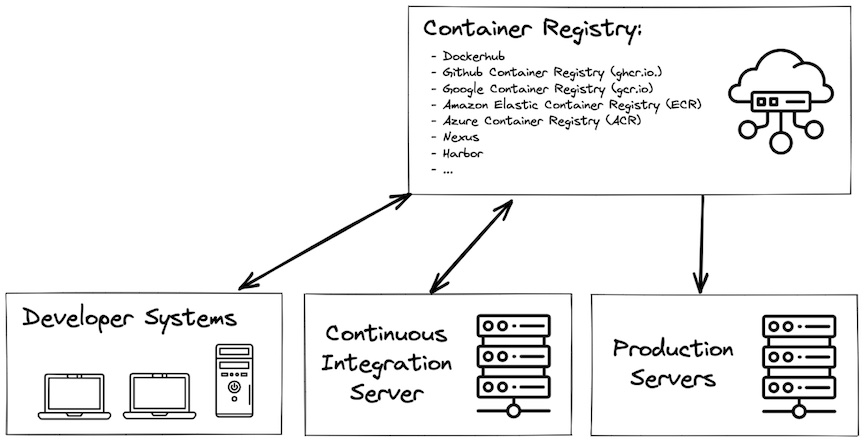 Container Registry:
- Dockerhub
- Github Container Registry (ghcr.io.)
- Google Container Registry (gcr.io)
- Amazon Elastic Container Registry (ECR)
- Azure Container Registry (ACR)
- Nexus
- Harbor
- ...
Developer Systems
Continuous
Integration
Server
Production
Servers